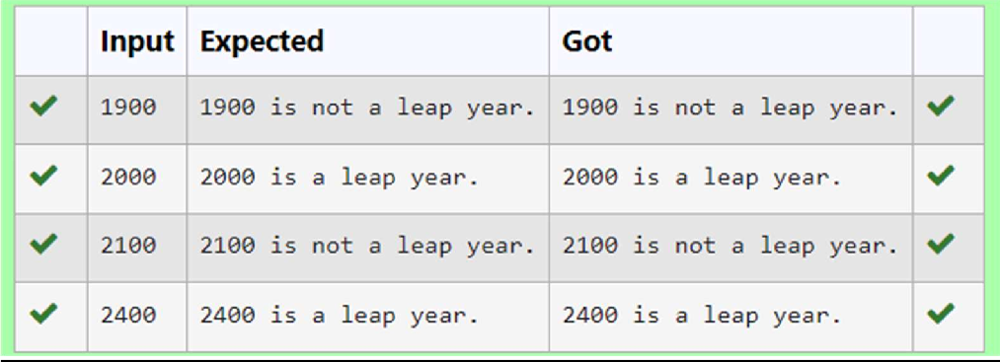 Input Expected Got
1900 1900 is not a leap year. 1900 is not a leap year.
2000 2000 is a leap year. 2000 is a leap year.
2100 2100 is not a leap year. 2100 is not a leap year.
2400 2400 is a leap year. 2400 is a leap year.